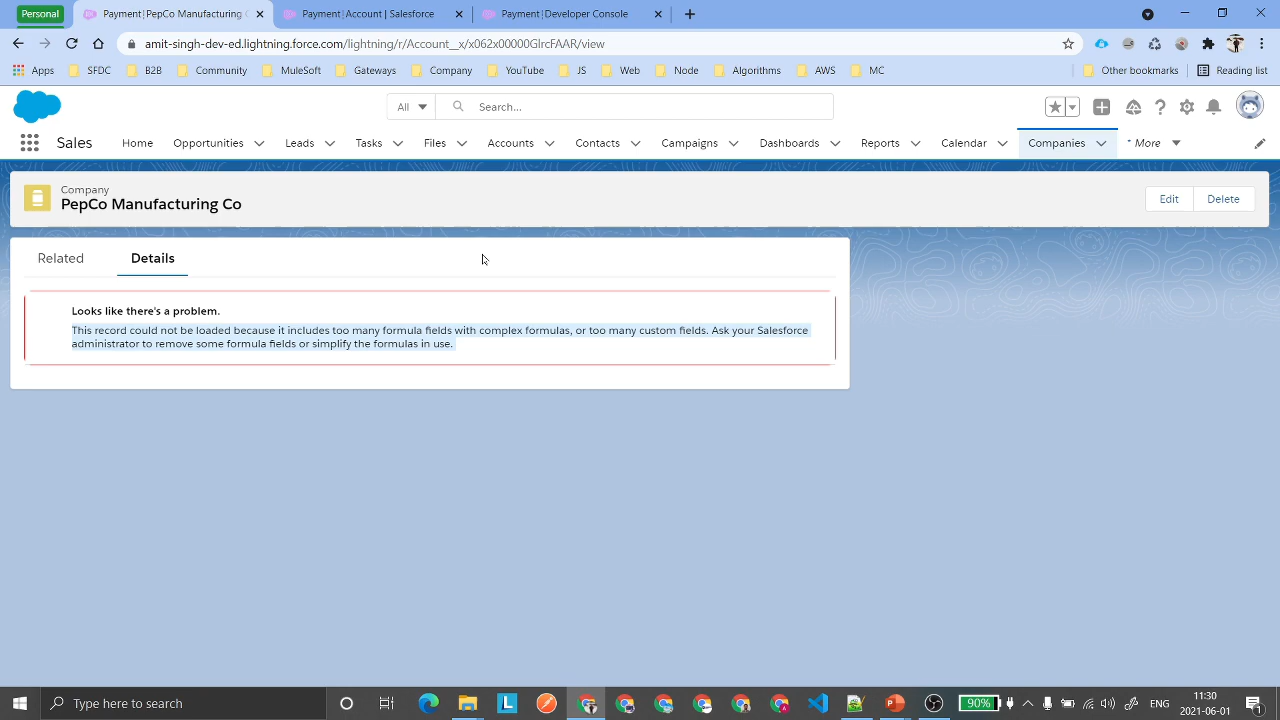 Personal
Payment | PepCo Manufacturing C
Payment | Account | Salesforce
Payment | Developer Console
amit-singh-dev-ed.lightning.force.com/lightning/r/Account__x/x062x00000GIrcFAAR/view
Apps SFDC B2B Community MuleSoft Gateways Company YouTube JS Web Node Algorithms AWS MC Other bookmarks Reading list
All Search...
Sales Home Opportunities Leads Tasks Files Accounts Contacts Campaigns Dashboards Reports Calendar Companies * More
Company
PepCo Manufacturing Co
Edit Delete
Related Details
Looks like there's a problem.
This record could not be loaded because it includes too many formula fields with complex formulas, or too many custom fields. Ask your Salesforce
administrator to remove some formula fields or simplify the formulas in use.
Type here to search
90%
ENG
11:30
2021-06-01